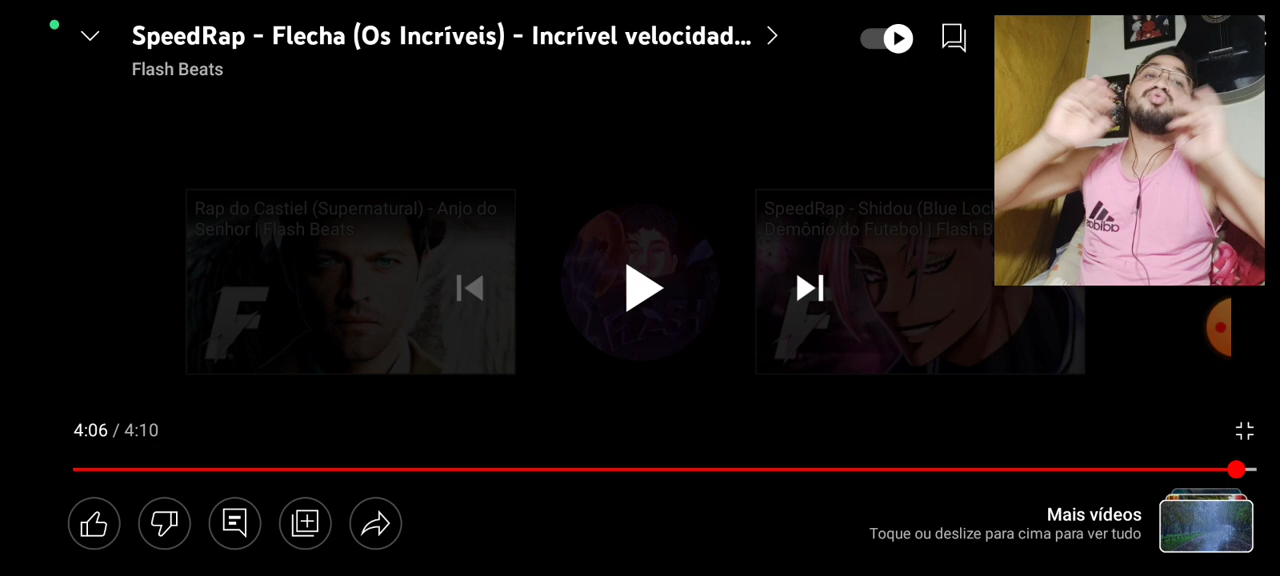 SpeedRap - Flecha (Os Incríveis) - Incrível velocidad...
Flash Beats
Rap do Castiel (Supernatural) - Anjo do
Senhor | Flash Beats
SpeedRap - Shidou (Blue Loc
Demônio do Futebol | Flash B
FLASH
adidas
4:06 / 4:10
Mais vídeos
Toque ou deslize para cima para ver tudo